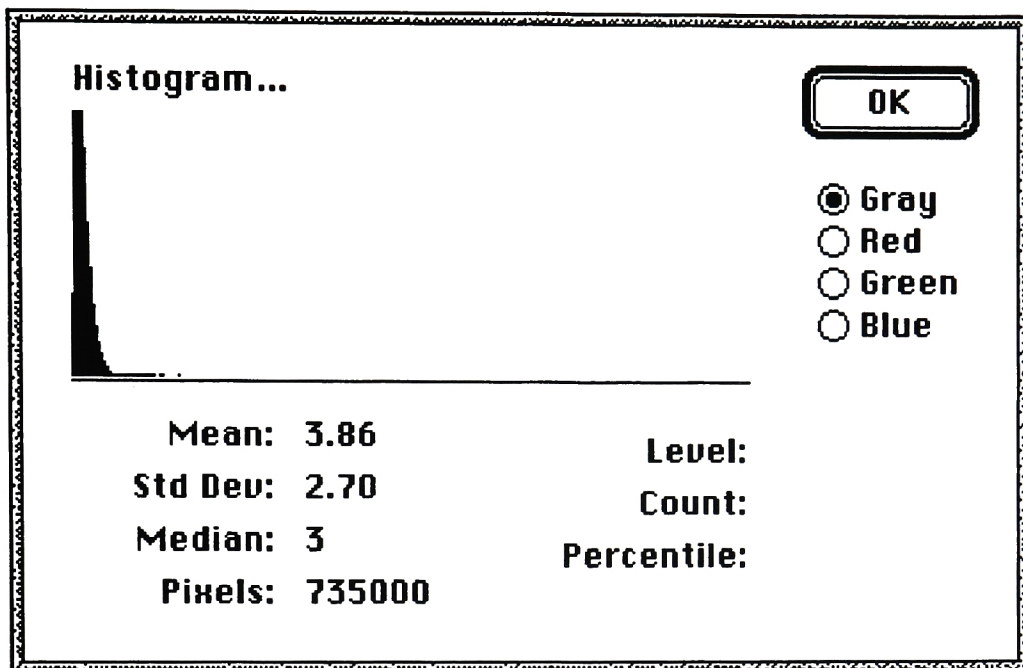 Histogram...
OK
Gray
Red
Green
Blue
Mean: 3.86
Std Dev: 2.70
Median: 3
Pixels: 735000
Level:
Count:
Percentile: